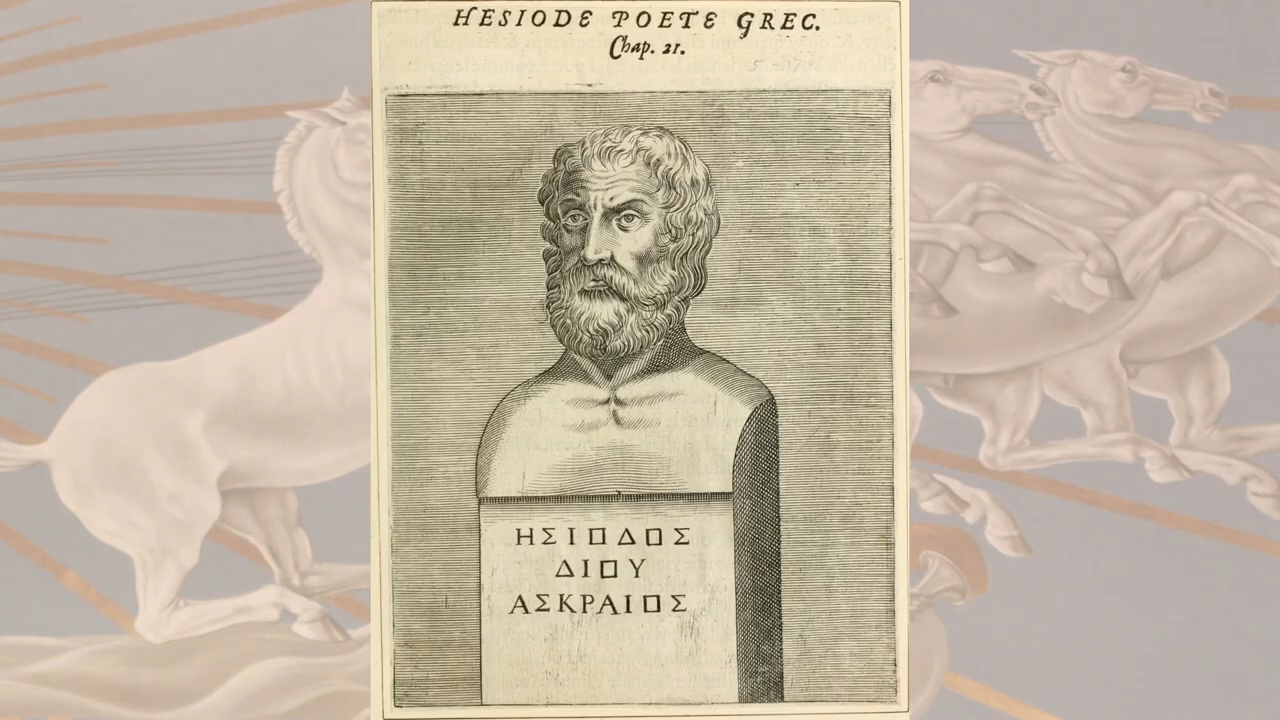 HESIODE POETE GREC.
Chap. 21.
ΗΣΙΟΔΟΣ
ΔΙΟΥ
ΑΣΚΡΑΙΟΣ